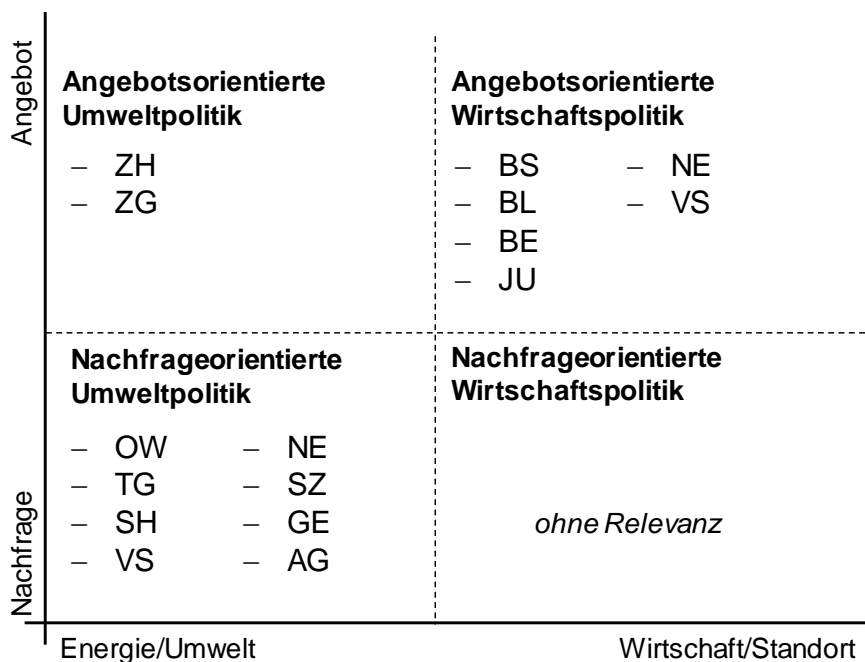 Angebot
Angebotsorientierte
Umweltpolitik
– ZH
– ZG
Angebotsorientierte
Wirtschaftspolitik
– BS – NE
– BL – VS
– BE
– JU
Nachfrage
Nachfrageorientierte
Umweltpolitik
– OW – NE
– TG – SZ
– SH – GE
– VS – AG
Nachfrageorientierte
Wirtschaftspolitik
ohne Relevanz
Energie/Umwelt
Wirtschaft/Standort